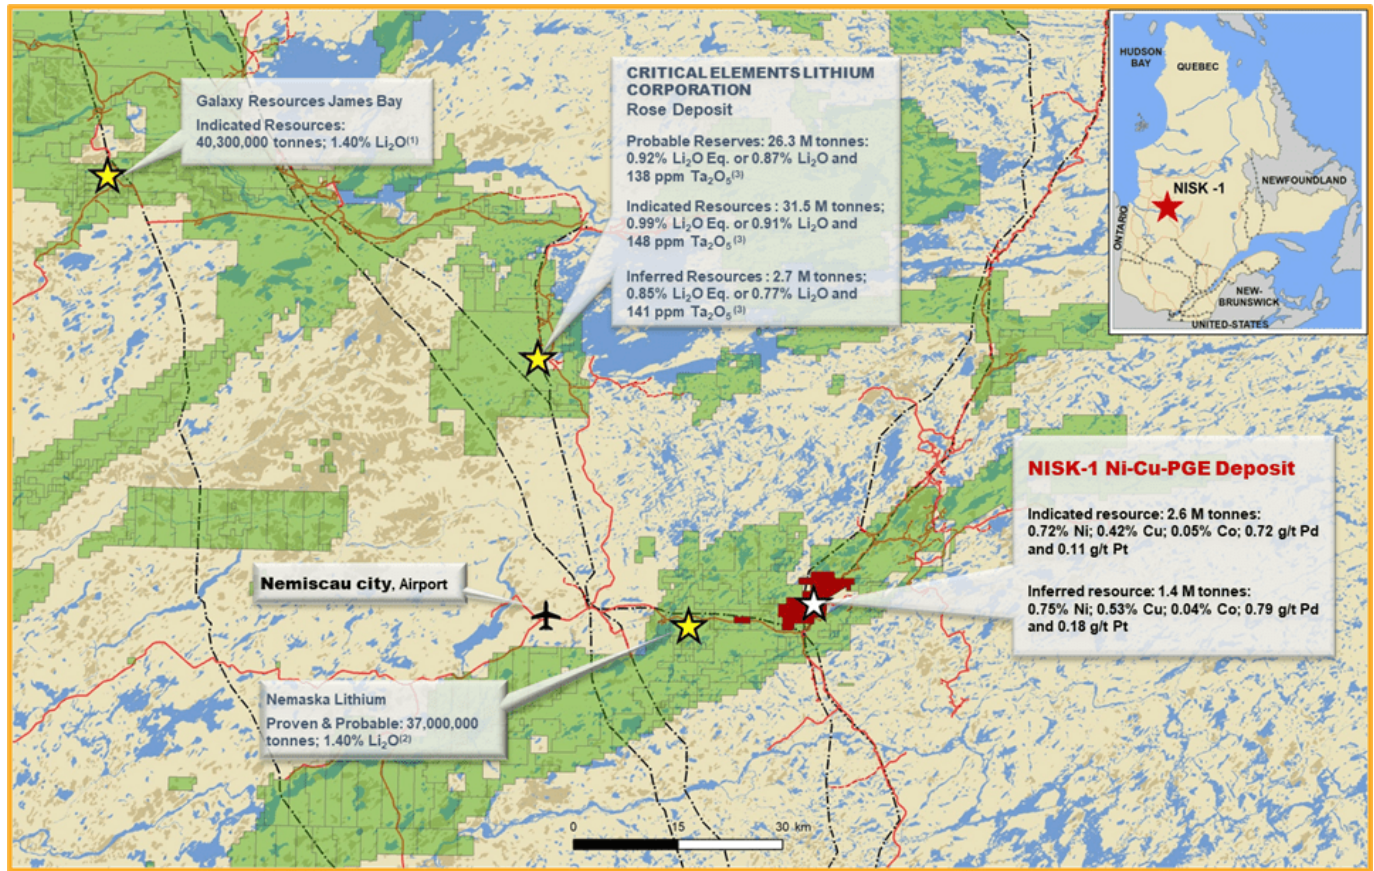 Galaxy Resources James Bay
Indicated Resources:
40,300,000 tonnes; 1.40% Li₂O⁽¹⁾
CRITICAL ELEMENTS LITHIUM
CORPORATION
Rose Deposit
Probable Reserves: 26.3 M tonnes:
0.92% Li₂O Eq. or 0.87% Li₂O and
138 ppm Ta₂O₅⁽³⁾
Indicated Resources : 31.5 M tonnes;
0.99% Li₂O Eq. or 0.91% Li₂O and
148 ppm Ta₂O₅⁽³⁾
Inferred Resources : 2.7 M tonnes;
0.85% Li₂O Eq. or 0.77% Li₂O and
141 ppm Ta₂O₅⁽³⁾
HUDSON
BAY
QUEBEC
NISK -1
NEWFOUNDLAND
ONTARIO
NEW-
BRUNSWICK
UNITED-STATES
NISK-1 Ni-Cu-PGE Deposit
Indicated resource: 2.6 M tonnes:
0.72% Ni; 0.42% Cu; 0.05% Co; 0.72 g/t Pd
and 0.11 g/t Pt
Inferred resource: 1.4 M tonnes:
0.75% Ni; 0.53% Cu; 0.04% Co; 0.79 g/t Pd
and 0.18 g/t Pt
Nemiscau city, Airport
Nemaska Lithium
Proven & Probable: 37,000,000
tonnes; 1.40% Li₂O⁽²⁾
0 15 30 km